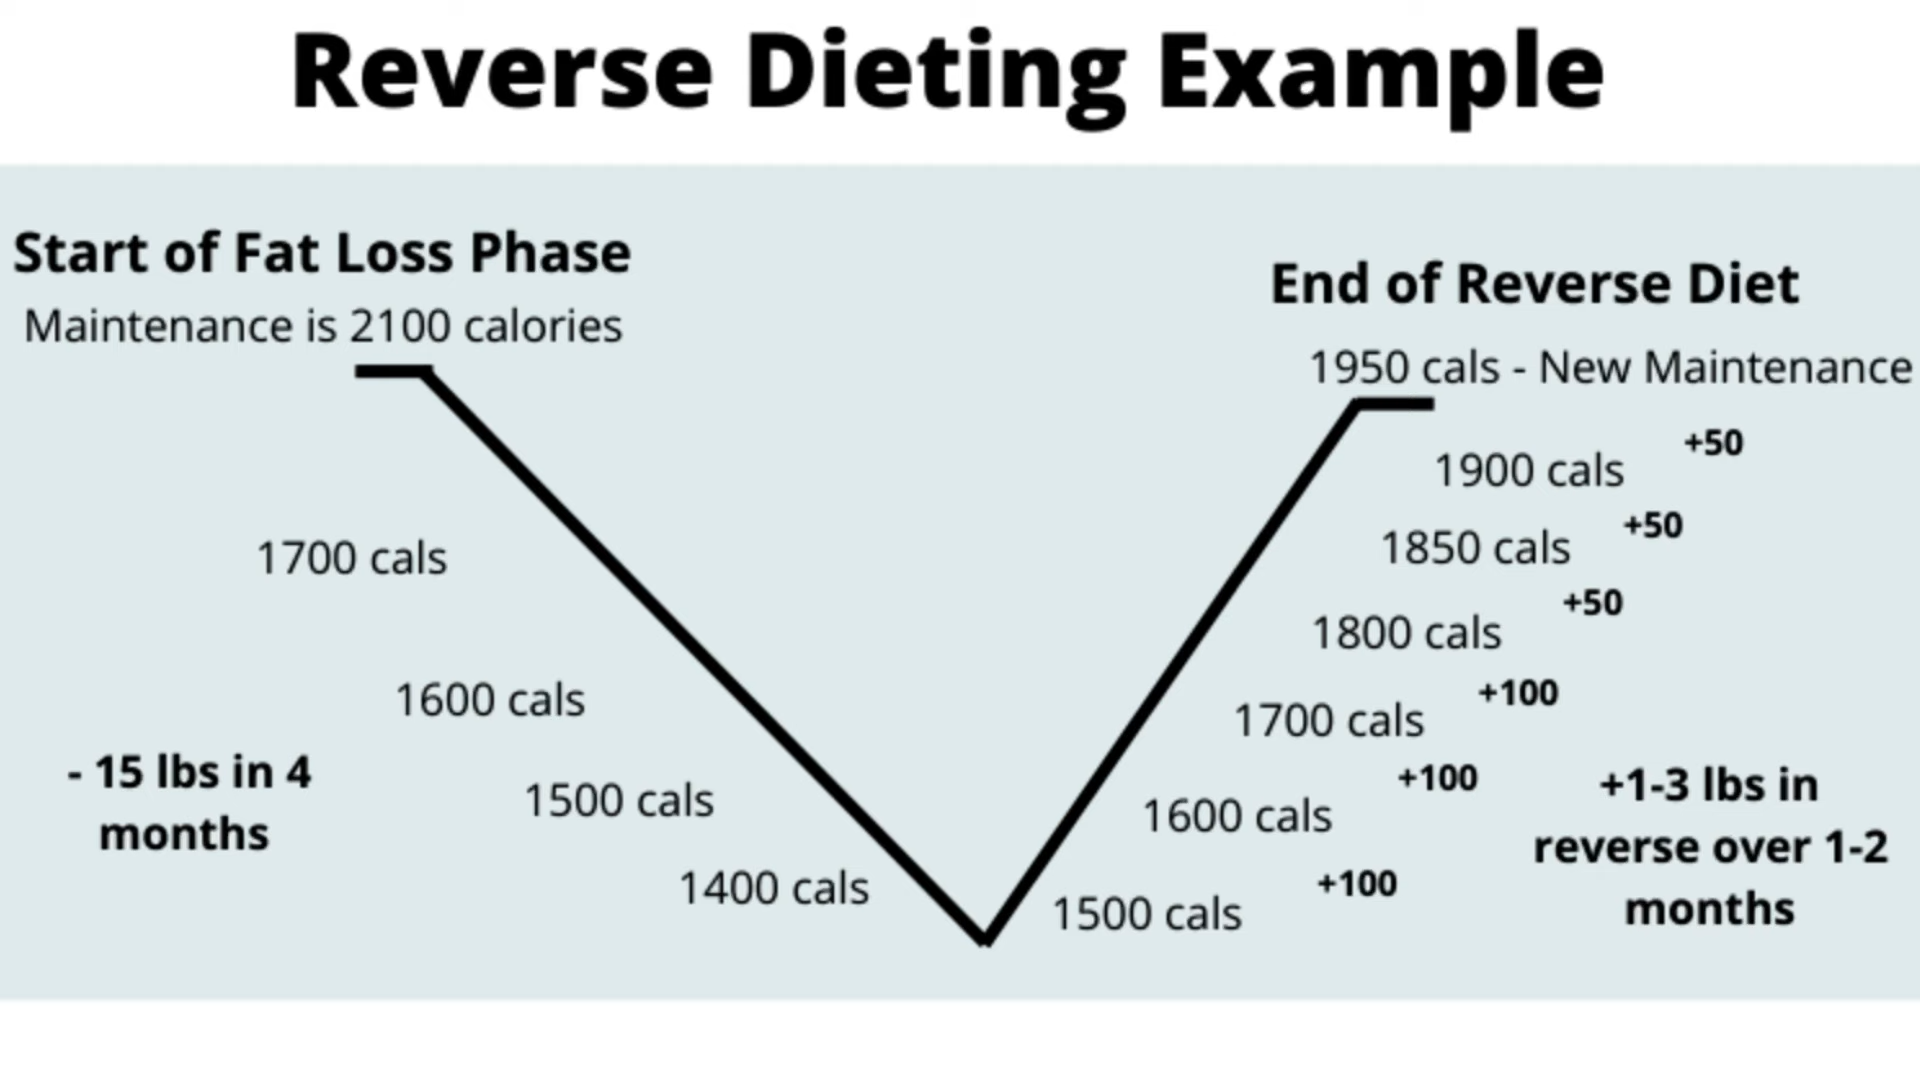 Reverse Dieting Example
Start of Fat Loss Phase
Maintenance is 2100 calories
1700 cals
1600 cals
1500 cals
1400 cals
- 15 lbs in 4
months
End of Reverse Diet
1950 cals - New Maintenance
+50
1900 cals
+50
1850 cals
+50
1800 cals
+100
1700 cals
+100
1600 cals
+100
1500 cals
+1-3 lbs in
reverse over 1-2
months